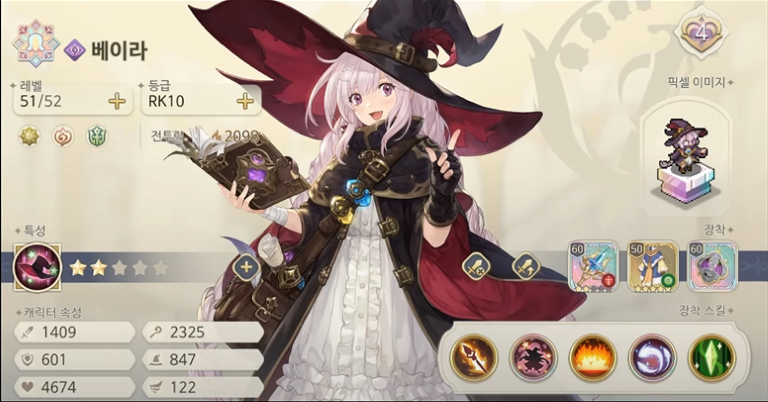 베이라
4
레벨
51/52
등급
RK10
전투력 2098
픽셀 이미지
특성
장착
60
50
60
캐릭터 속성
장착 스킬
1409
2325
601
847
4674
122